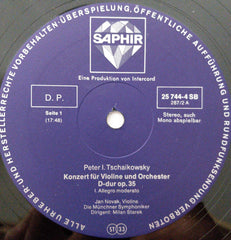 ALLE URHEBER- UND HERSTELLERRECHTE VORBEHALTEN · ÜBERSPIELUNG, ÖFFENTLICHE AUFFÜHRUNG UND RUNDFUNKSENDUNG VERBOTEN
SAPHIR
Eine Produktion von Intercord
D. P.
25 744-4 SB
287/2 A
Seite 1
(17:48)
Stereo, auch
Mono abspielbar
Peter I. Tschaikowsky
Konzert für Violine und Orchester
D-dur op. 35
I. Allegro moderato
Jan Novak, Violine
Die Münchner Symphoniker
Dirigent: Milan Starek
ST 33